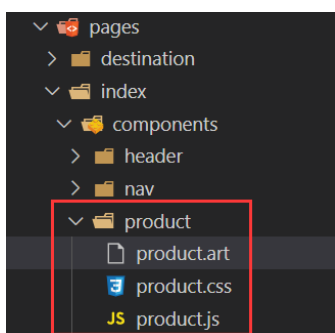 pages
destination
index
components
header
nav
product
product.art
product.css
JS product.js